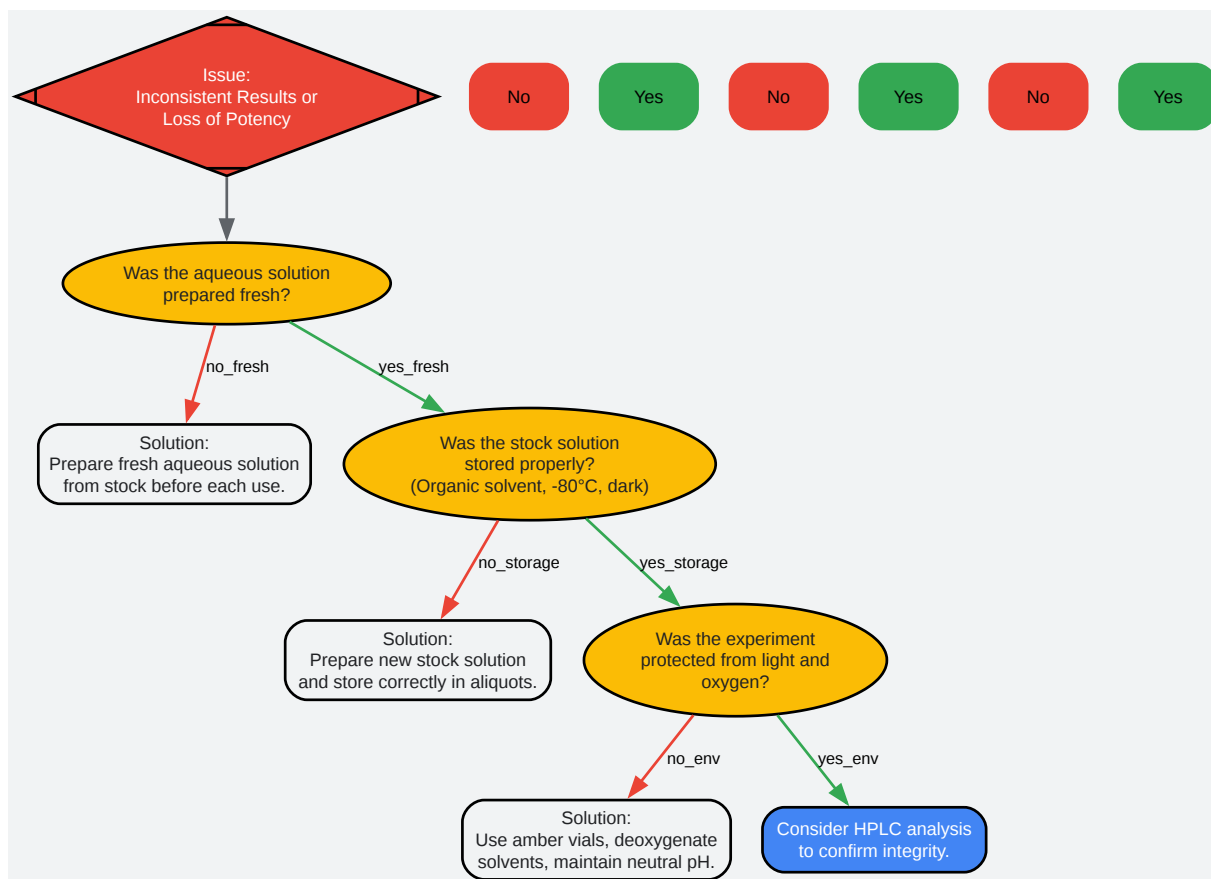 Issue:
Inconsistent Results or
Loss of Potency
No
Yes
No
Yes
No
Yes
Was the aqueous solution
prepared fresh?
no_fresh
yes_fresh
Solution:
Prepare fresh aqueous solution
from stock before each use.
Was the stock solution
stored properly?
(Organic solvent, -80°C, dark)
no_storage
yes_storage
Solution:
Prepare new stock solution
and store correctly in aliquots.
Was the experiment
protected from light and
oxygen?
no_env
yes_env
Solution:
Use amber vials, deoxygenate
solvents, maintain neutral pH.
Consider HPLC analysis
to confirm integrity.